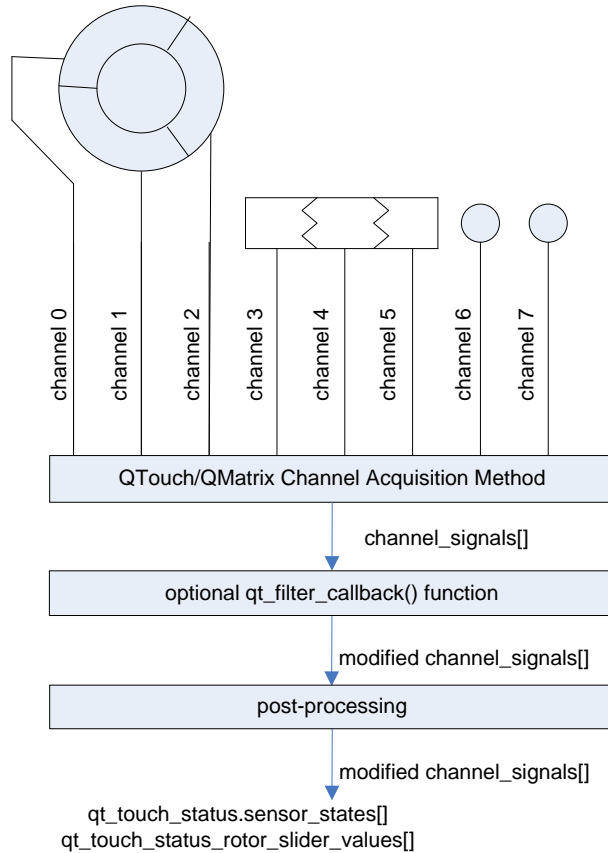 channel 0
channel 1
channel 2
channel 3
channel 4
channel 5
channel 6
channel 7
QTouch/QMatrix Channel Acquisition Method
channel_signals[]
optional qt_filter_callback() function
modified channel_signals[]
post-processing
modified channel_signals[]
qt_touch_status.sensor_states[]
qt_touch_status_rotor_slider_values[]